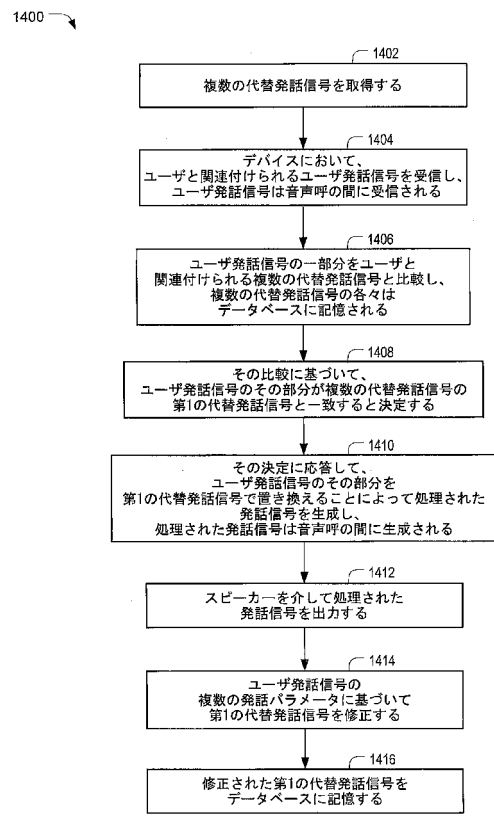 1400
1402
複数の代替発話信号を取得する
1404
デバイスにおいて、
ユーザと関連付けられるユーザ発話信号を受信し、
ユーザ発話信号は音声呼の間に受信される
1406
ユーザ発話信号の一部分をユーザと
関連付けられる複数の代替発話信号と比較し、
複数の代替発話信号の各々は
データベースに記憶される
1408
その比較に基づいて、
ユーザ発話信号のその部分が複数の代替発話信号の
第1の代替発話信号と一致すると決定する
1410
その決定に応答して、
ユーザ発話信号のその部分を
第1の代替発話信号で置き換えることによって処理された
発話信号を生成し、
処理された発話信号は音声呼の間に生成される
1412
スピーカーを介して処理された
発話信号を出力する
1414
ユーザ発話信号の
複数の発話パラメータに基づいて
第1の代替発話信号を修正する
1416
修正された第1の代替発話信号を
データベースに記憶する